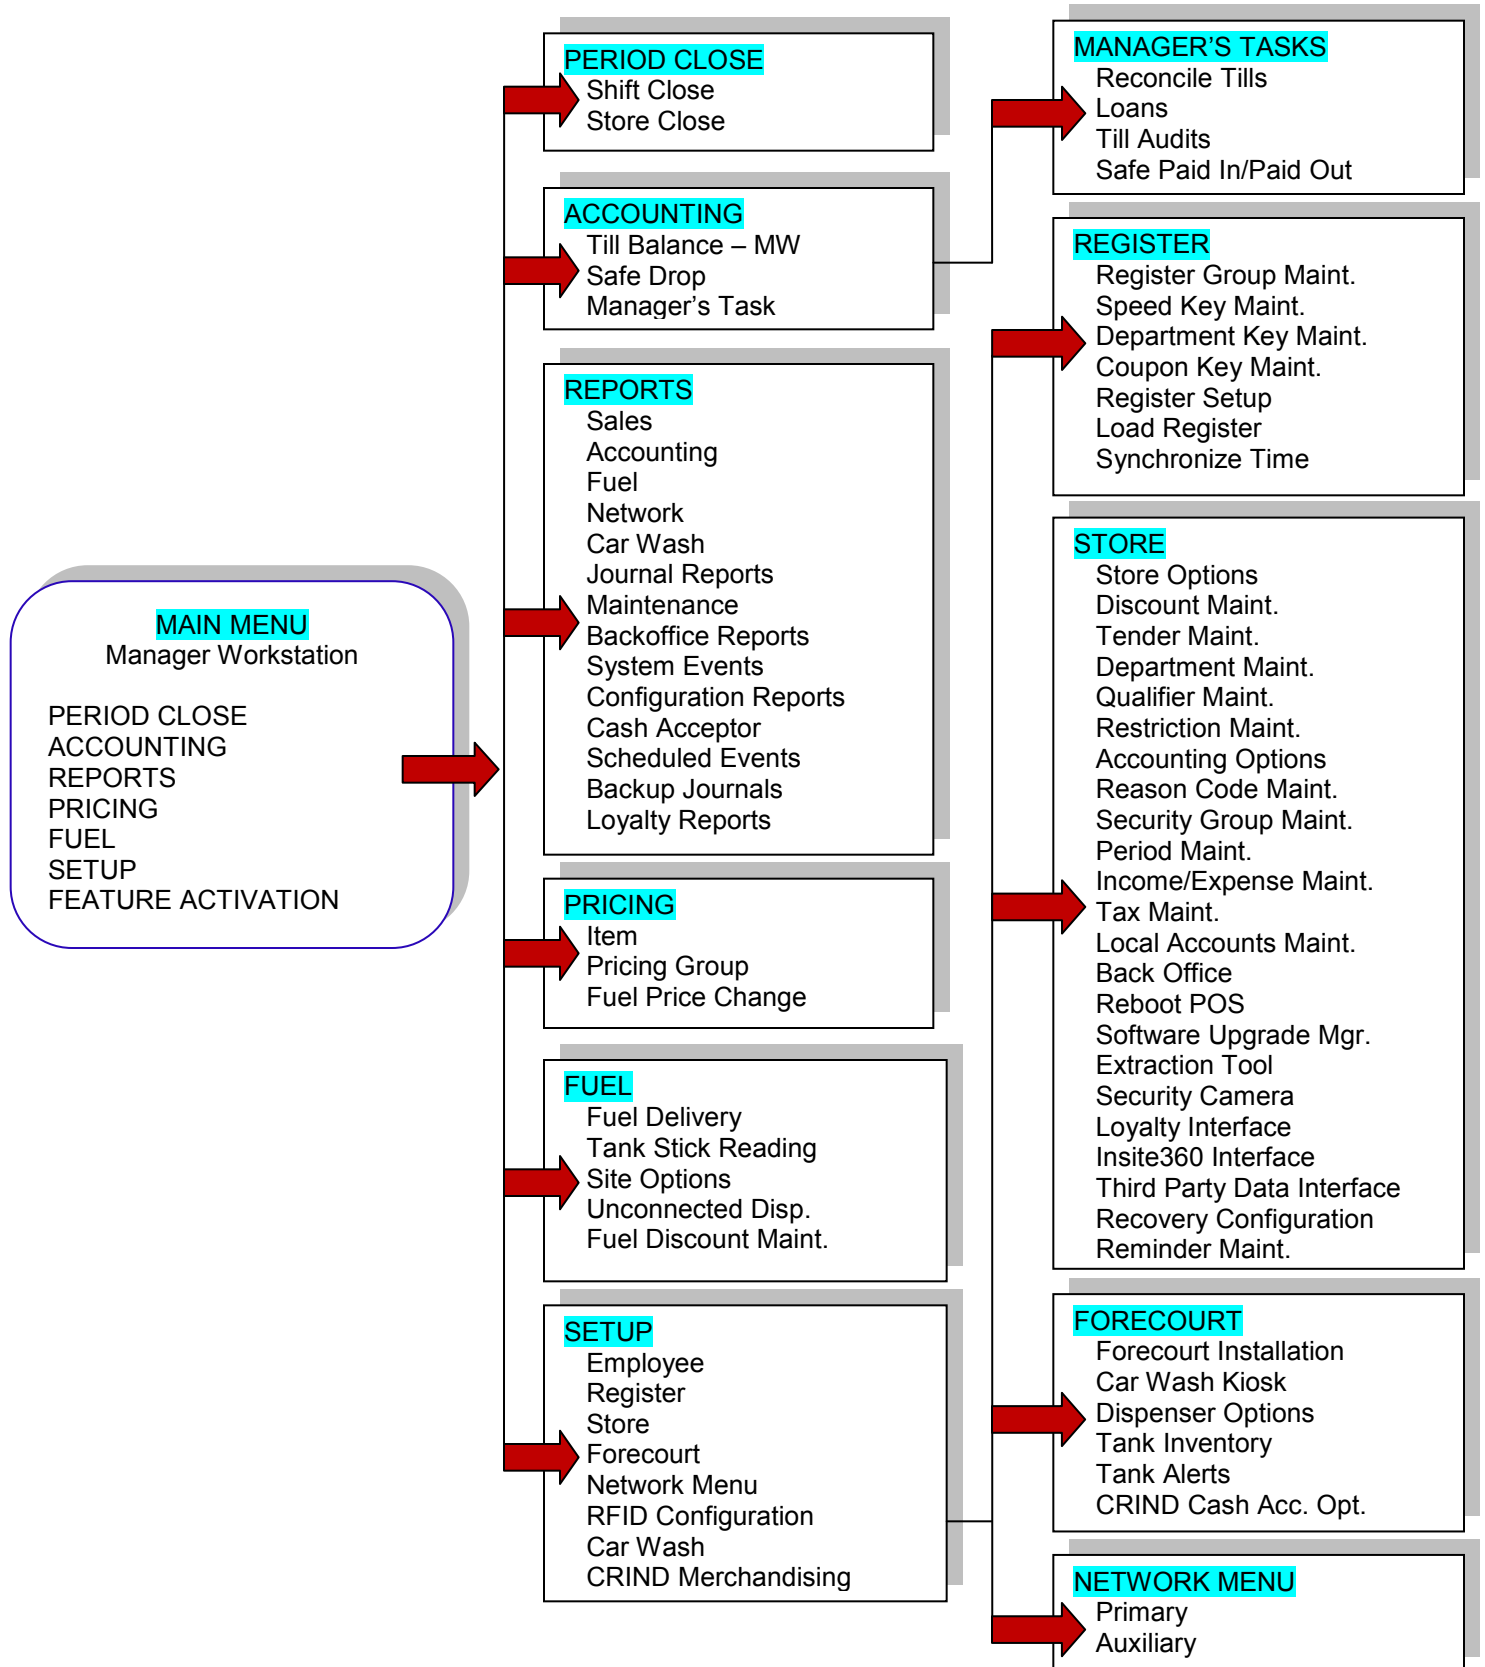 MAIN MENU
Manager Workstation
PERIOD CLOSE
ACCOUNTING
REPORTS
PRICING
FUEL
SETUP
FEATURE ACTIVATION
PERIOD CLOSE
Shift Close
Store Close
ACCOUNTING
Till Balance – MW
Safe Drop
Manager’s Task
REPORTS
Sales
Accounting
Fuel
Network
Car Wash
Journal Reports
Maintenance
Backoffice Reports
System Events
Configuration Reports
Cash Acceptor
Scheduled Events
Backup Journals
Loyalty Reports
PRICING
Item
Pricing Group
Fuel Price Change
FUEL
Fuel Delivery
Tank Stick Reading
Site Options
Unconnected Disp.
Fuel Discount Maint.
SETUP
Employee
Register
Store
Forecourt
Network Menu
RFID Configuration
Car Wash
CRIND Merchandising
MANAGER’S TASKS
Reconcile Tills
Loans
Till Audits
Safe Paid In/Paid Out
REGISTER
Register Group Maint.
Speed Key Maint.
Department Key Maint.
Coupon Key Maint.
Register Setup
Load Register
Synchronize Time
STORE
Store Options
Discount Maint.
Tender Maint.
Department Maint.
Qualifier Maint.
Restriction Maint.
Accounting Options
Reason Code Maint.
Security Group Maint.
Period Maint.
Income/Expense Maint.
Tax Maint.
Local Accounts Maint.
Back Office
Reboot POS
Software Upgrade Mgr.
Extraction Tool
Security Camera
Loyalty Interface
Insite360 Interface
Third Party Data Interface
Recovery Configuration
Reminder Maint.
FORECOURT
Forecourt Installation
Car Wash Kiosk
Dispenser Options
Tank Inventory
Tank Alerts
CRIND Cash Acc. Opt.
NETWORK MENU
Primary
Auxiliary